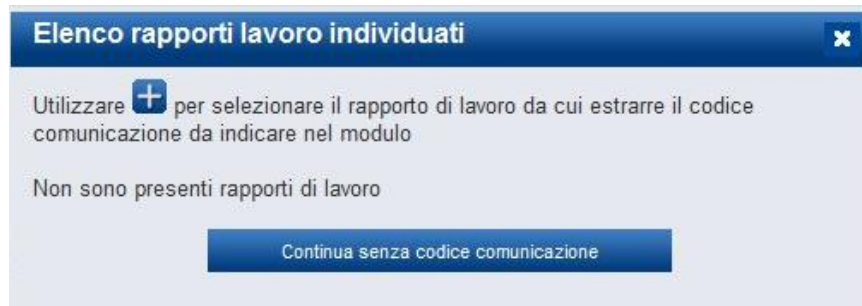 Elenco rapporti lavoro individuati
Utilizzare per selezionare il rapporto di lavoro da cui estrarre il codice
comunicazione da indicare nel modulo
Non sono presenti rapporti di lavoro
Continua senza codice comunicazione